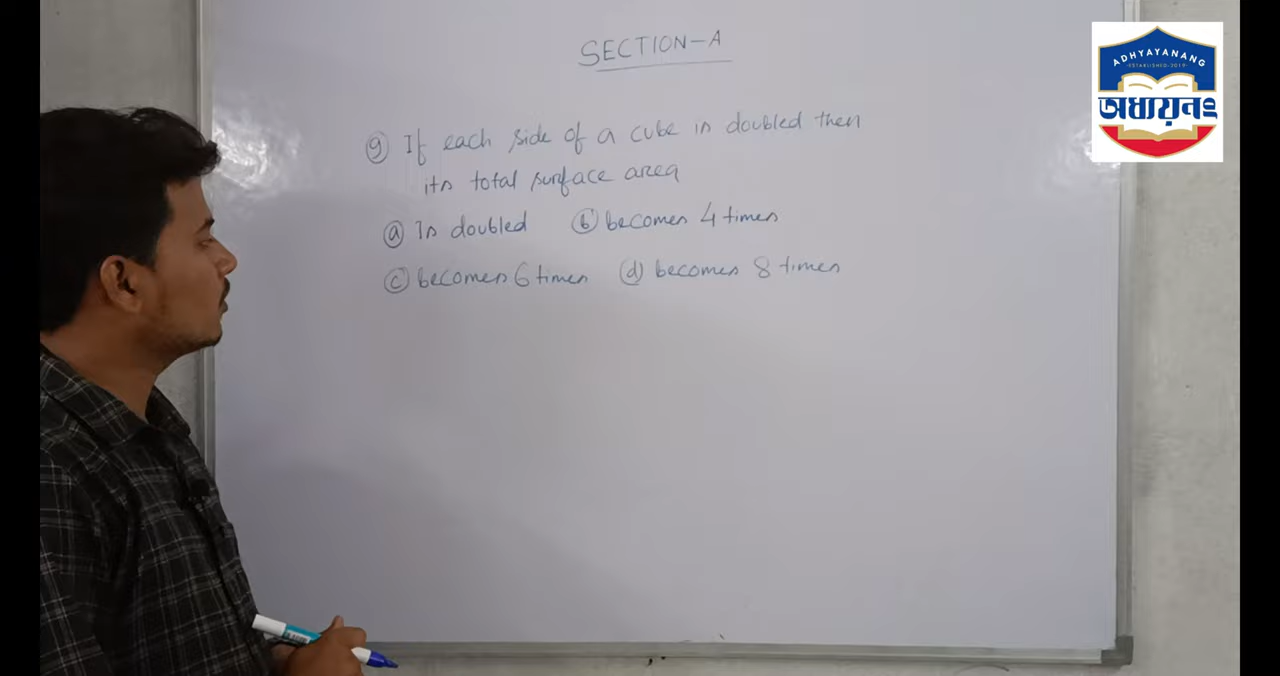 SECTION-A
9 If each side of a cube is doubled then
its total surface area
a Is doubled b becomes 4 times
c becomes 6 times d becomes 8 times
ADHYAYANANG
ESTABLISHED-2019
অধ্যয়নং